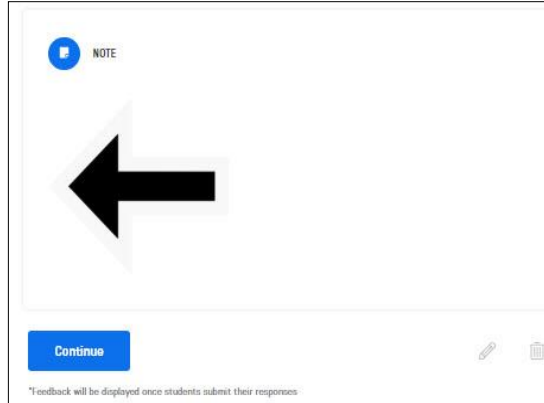 NOTE
Continue
*Feedback will be displayed once students submit their responses